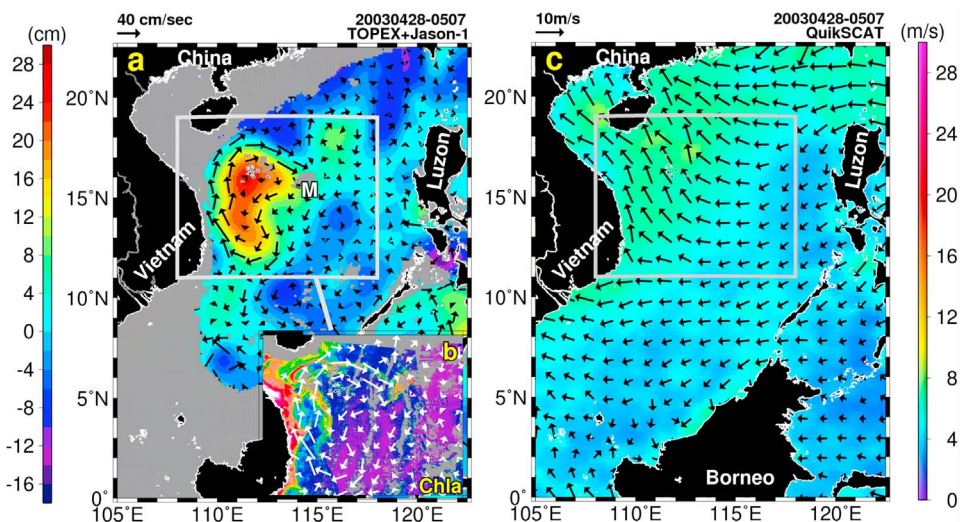 40 cm/sec
20030428-0507
TOPEX+Jason-1
10m/s
20030428-0507
QuikSCAT
(cm)
28
24
20
16
12
8
4
0
-4
-8
-12
-16
a
China
20°N
15°N
10°N
5°N
0°
Luzon
M
Vietnam
b
Chla
105°E
110°E
115°E
120°E
c
China
20°N
15°N
10°N
5°N
0°
Luzon
Vietnam
Borneo
105°E
110°E
115°E
120°E
(m/s)
28
24
20
16
12
8
4
0